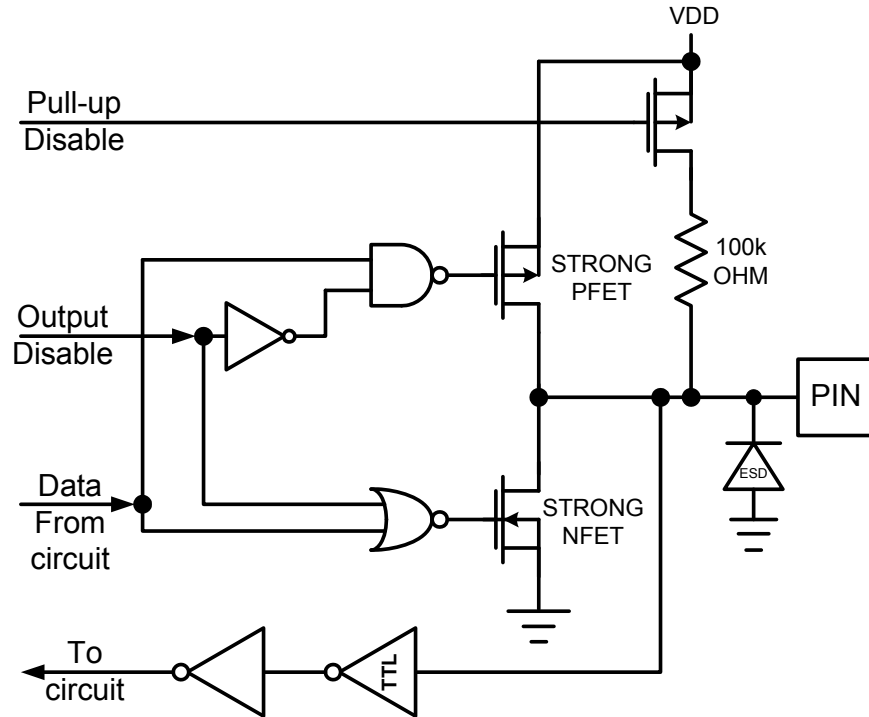 VDD
Pull-up
Disable
100k
OHM
STRONG
PFET
Output
Disable
PIN
ESD
Data
From
circuit
STRONG
NFET
To
circuit
TTL